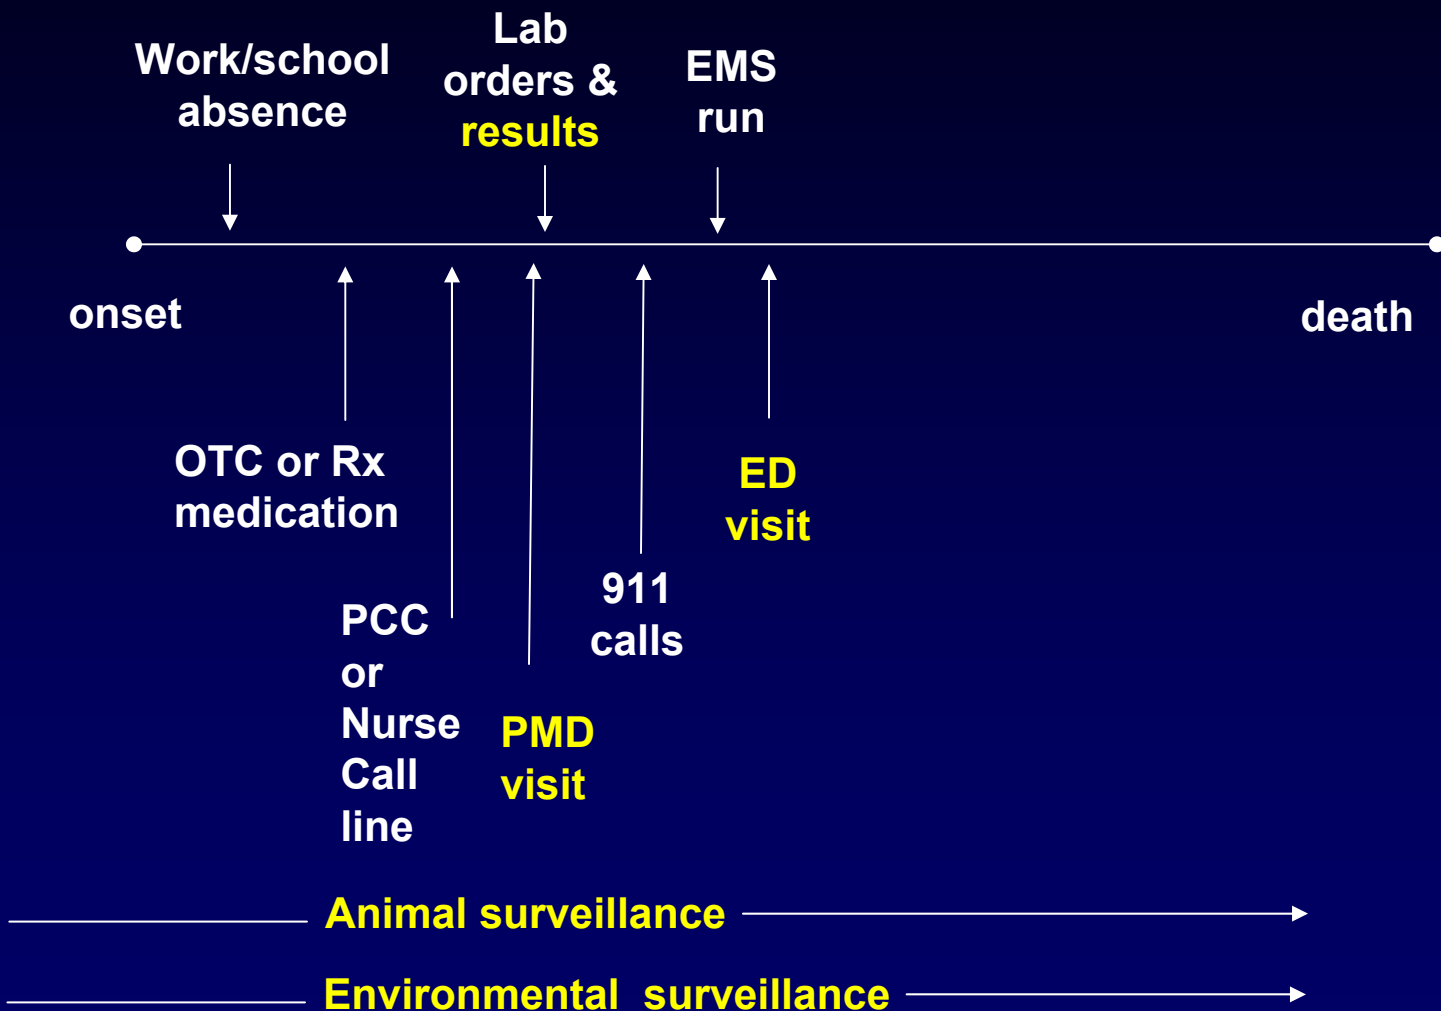 Work/school
absence
Lab
orders &
results
EMS
run
onset
death
OTC or Rx
medication
PCC
or
Nurse
Call
line
PMD
visit
911
calls
ED
visit
Animal surveillance
Environmental surveillance